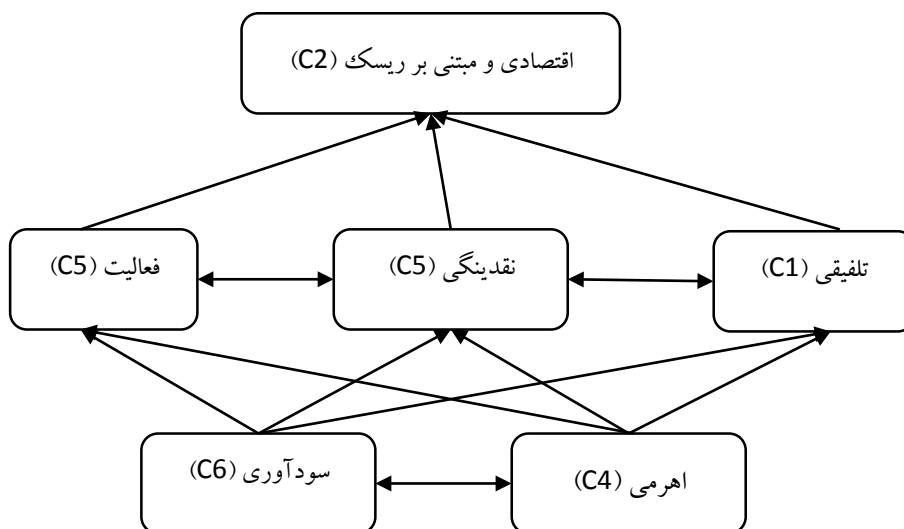 اقتصادی و مبتنی بر ریسک (C2)
تلفیقی (C1)
نقدینگی (C5)
فعالیت (C5)
اهرمی (C4)
سودآوری (C6)